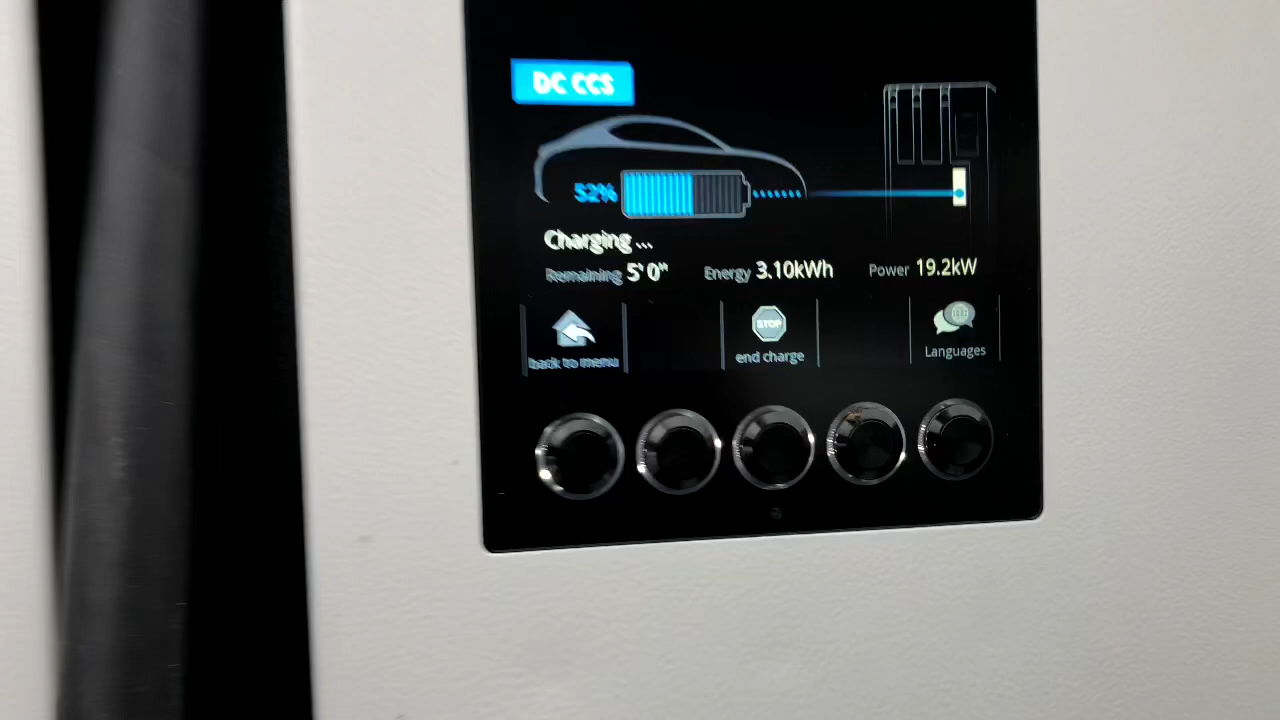 DC CCS
52%
Charging ...
Remaining 5' 0" Energy 3.10kWh Power 19.2kW
STOP
back to menu end charge Languages